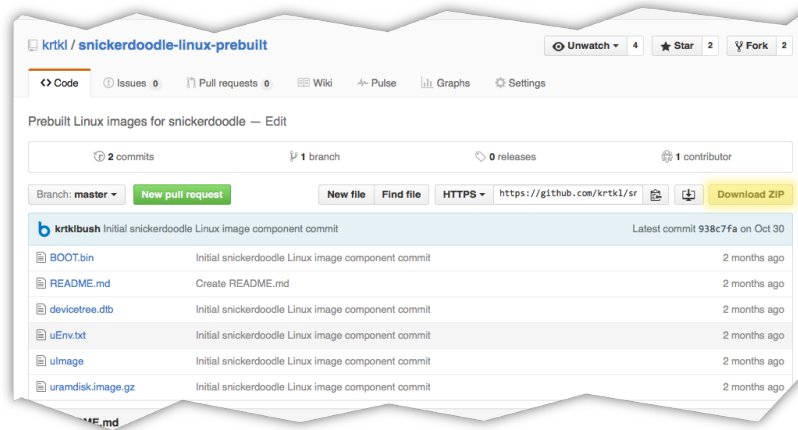 krtkl / snickerdoodle-linux-prebuilt Unwatch 4 Star 2 Fork 2
Code Issues 0 Pull requests 0 Wiki Pulse Graphs Settings
Prebuilt Linux images for snickerdoodle — Edit
2 commits 1 branch 0 releases 1 contributor
Branch: master New pull request New file Find file HTTPS https://github.com/krtkl/sr Download ZIP
krtklbush Initial snickerdoodle Linux image component commit Latest commit 938c7fa on Oct 30
BOOT.bin Initial snickerdoodle Linux image component commit 2 months ago
README.md Create README.md 2 months ago
devicetree.dtb Initial snickerdoodle Linux image component commit 2 months ago
uEnv.txt Initial snickerdoodle Linux image component commit 2 months ago
uImage Initial snickerdoodle Linux image component commit 2 months ago
uramdisk.image.gz Initial snickerdoodle Linux image component commit 2 months ago
ME.md